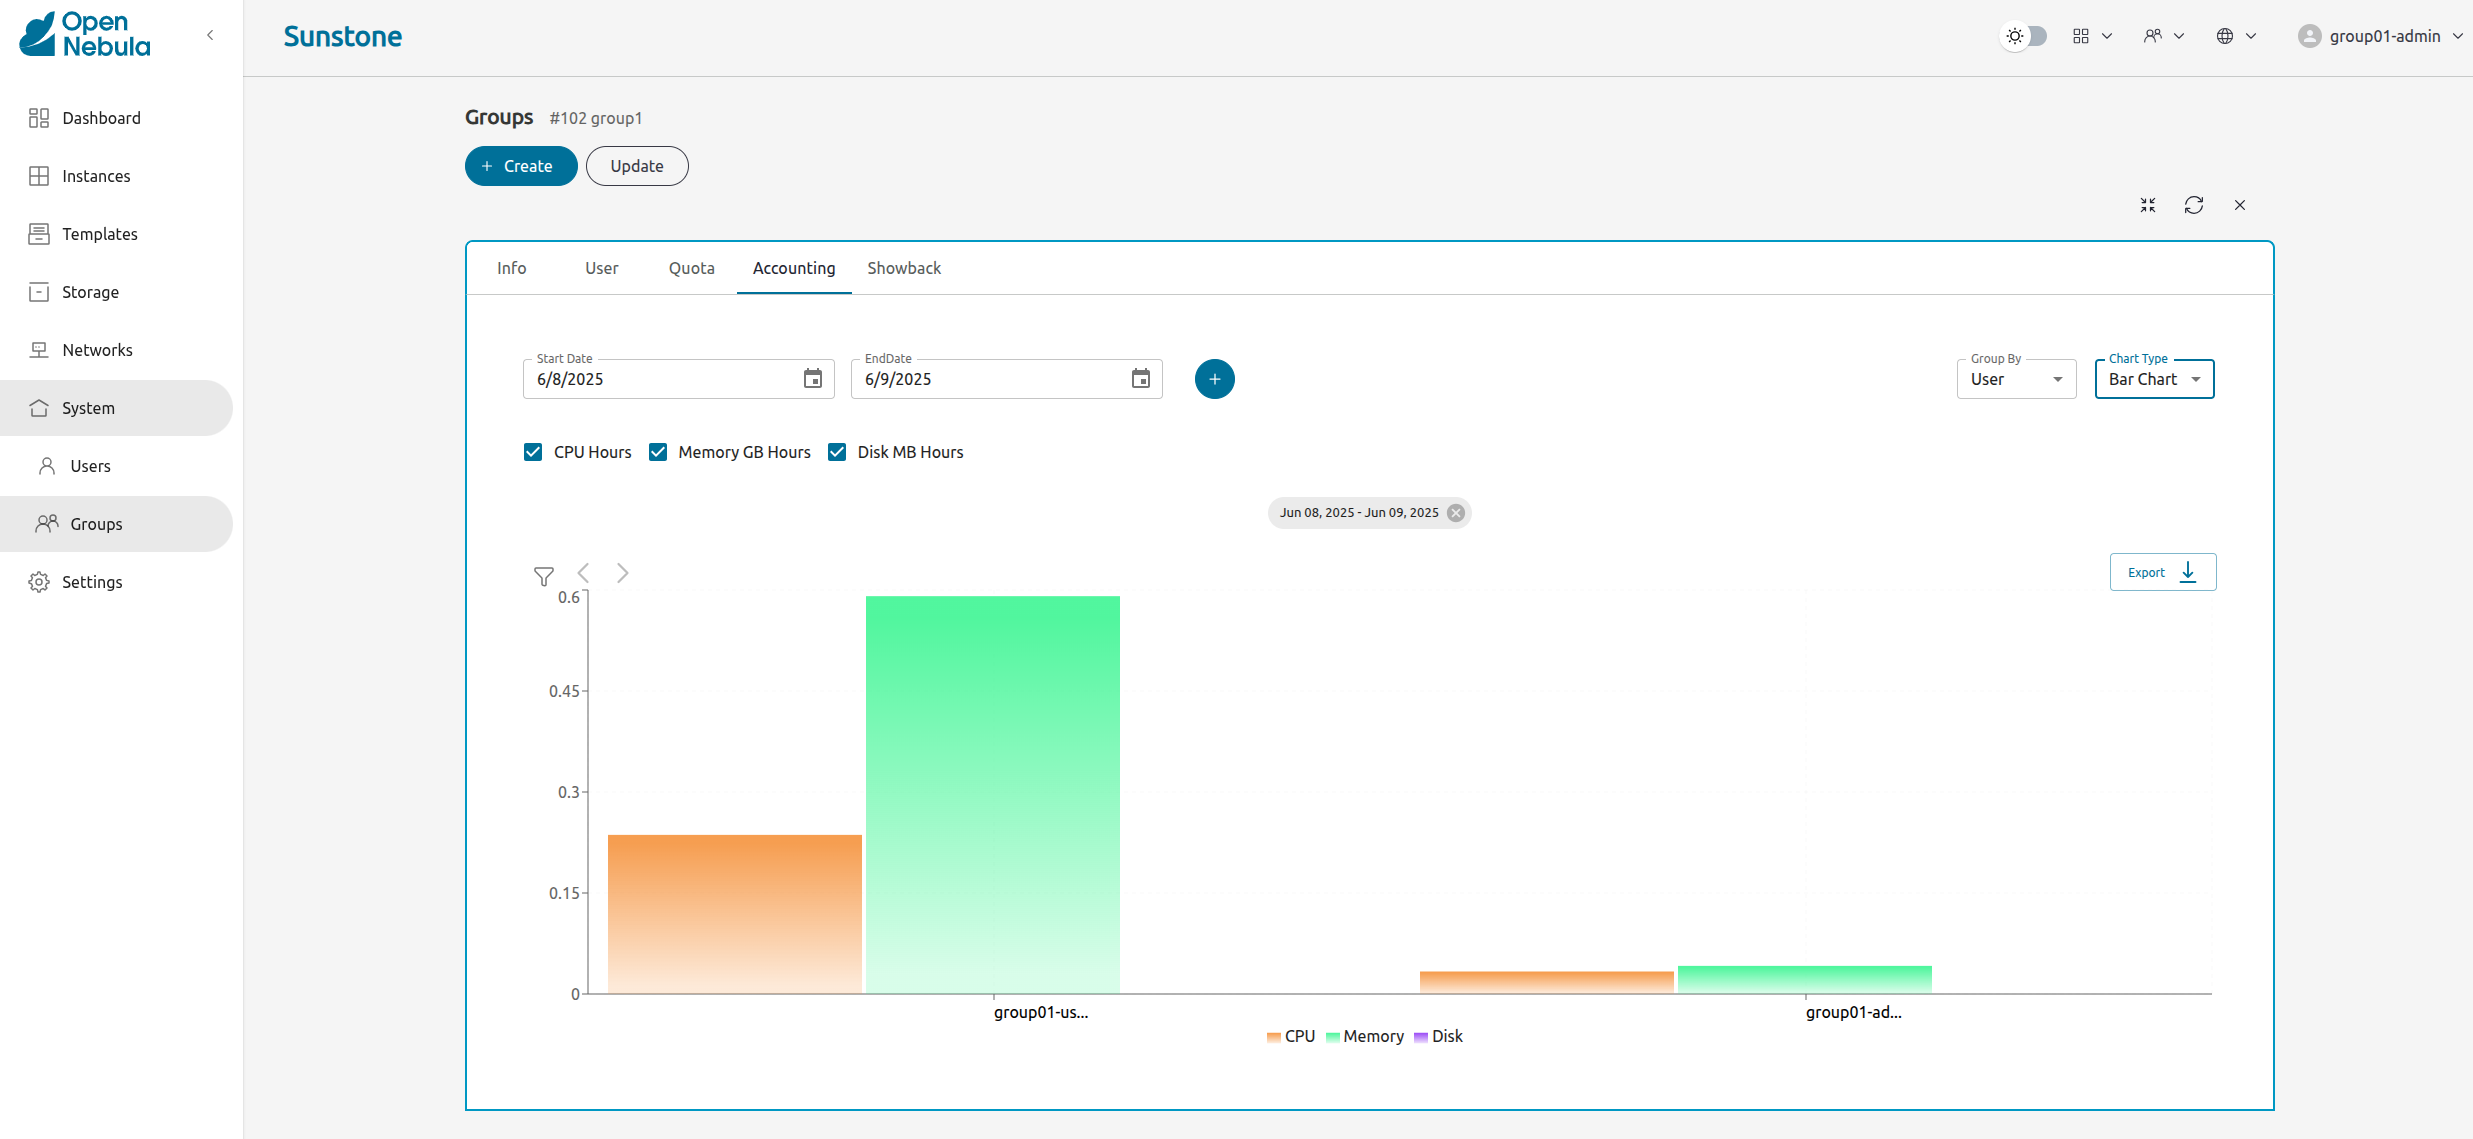 Open
Nebula
Sunstone
group01-admin
Dashboard
Instances
Templates
Storage
Networks
System
Users
Groups
Settings
Groups #102 group1
+ Create Update
Info User Quota Accounting Showback
Start Date EndDate Group By Chart Type
6/8/2025 6/9/2025 + User Bar Chart
CPU Hours Memory GB Hours Disk MB Hours
Jun 08, 2025 - Jun 09, 2025
Export
0.6
0.45
0.3
0.15
0
group01-us... group01-ad...
CPU Memory Disk